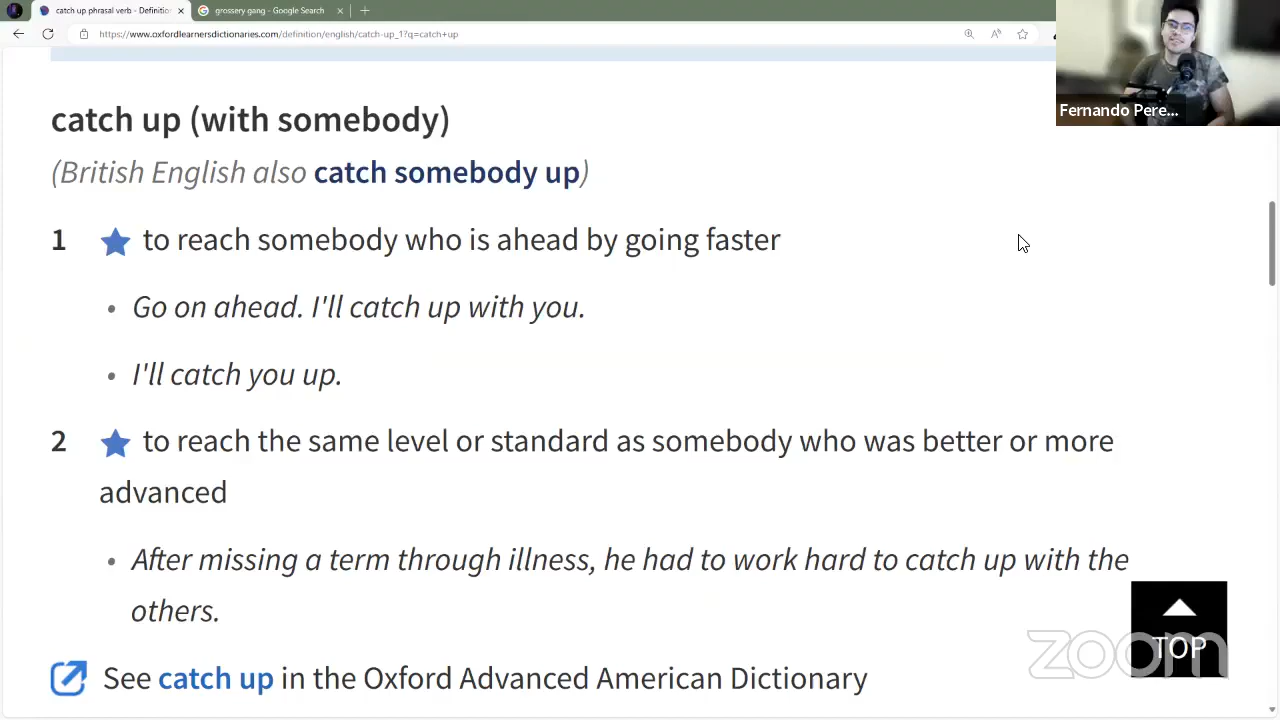 catch up phrasal verb - Definitio
grossery gang - Google Search
https://www.oxfordlearnersdictionaries.com/definition/english/catch-up_1?q=catch+up
Fernando Pere...
catch up (with somebody)
(British English also catch somebody up)
1 to reach somebody who is ahead by going faster
• Go on ahead. I'll catch up with you.
• I'll catch you up.
2 to reach the same level or standard as somebody who was better or more
advanced
• After missing a term through illness, he had to work hard to catch up with the
others.
TOP
zoom
See catch up in the Oxford Advanced American Dictionary